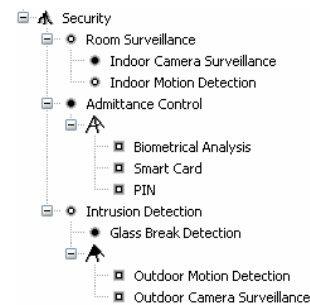 Security
Room Surveillance
Indoor Camera Surveillance
Indoor Motion Detection
Admittance Control
Biometrical Analysis
Smart Card
PIN
Intrusion Detection
Glass Break Detection
Outdoor Motion Detection
Outdoor Camera Surveillance